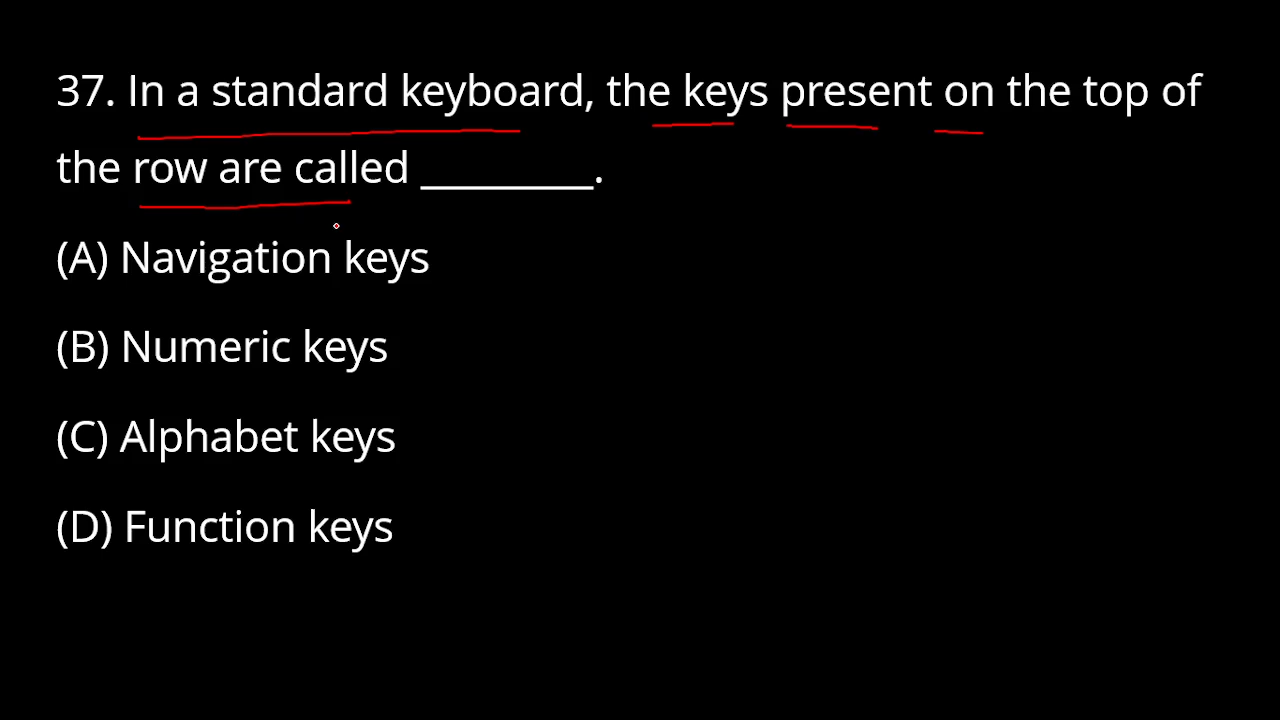 37. In a standard keyboard, the keys present on the top of
the row are called __________.
(A) Navigation keys
(B) Numeric keys
(C) Alphabet keys
(D) Function keys